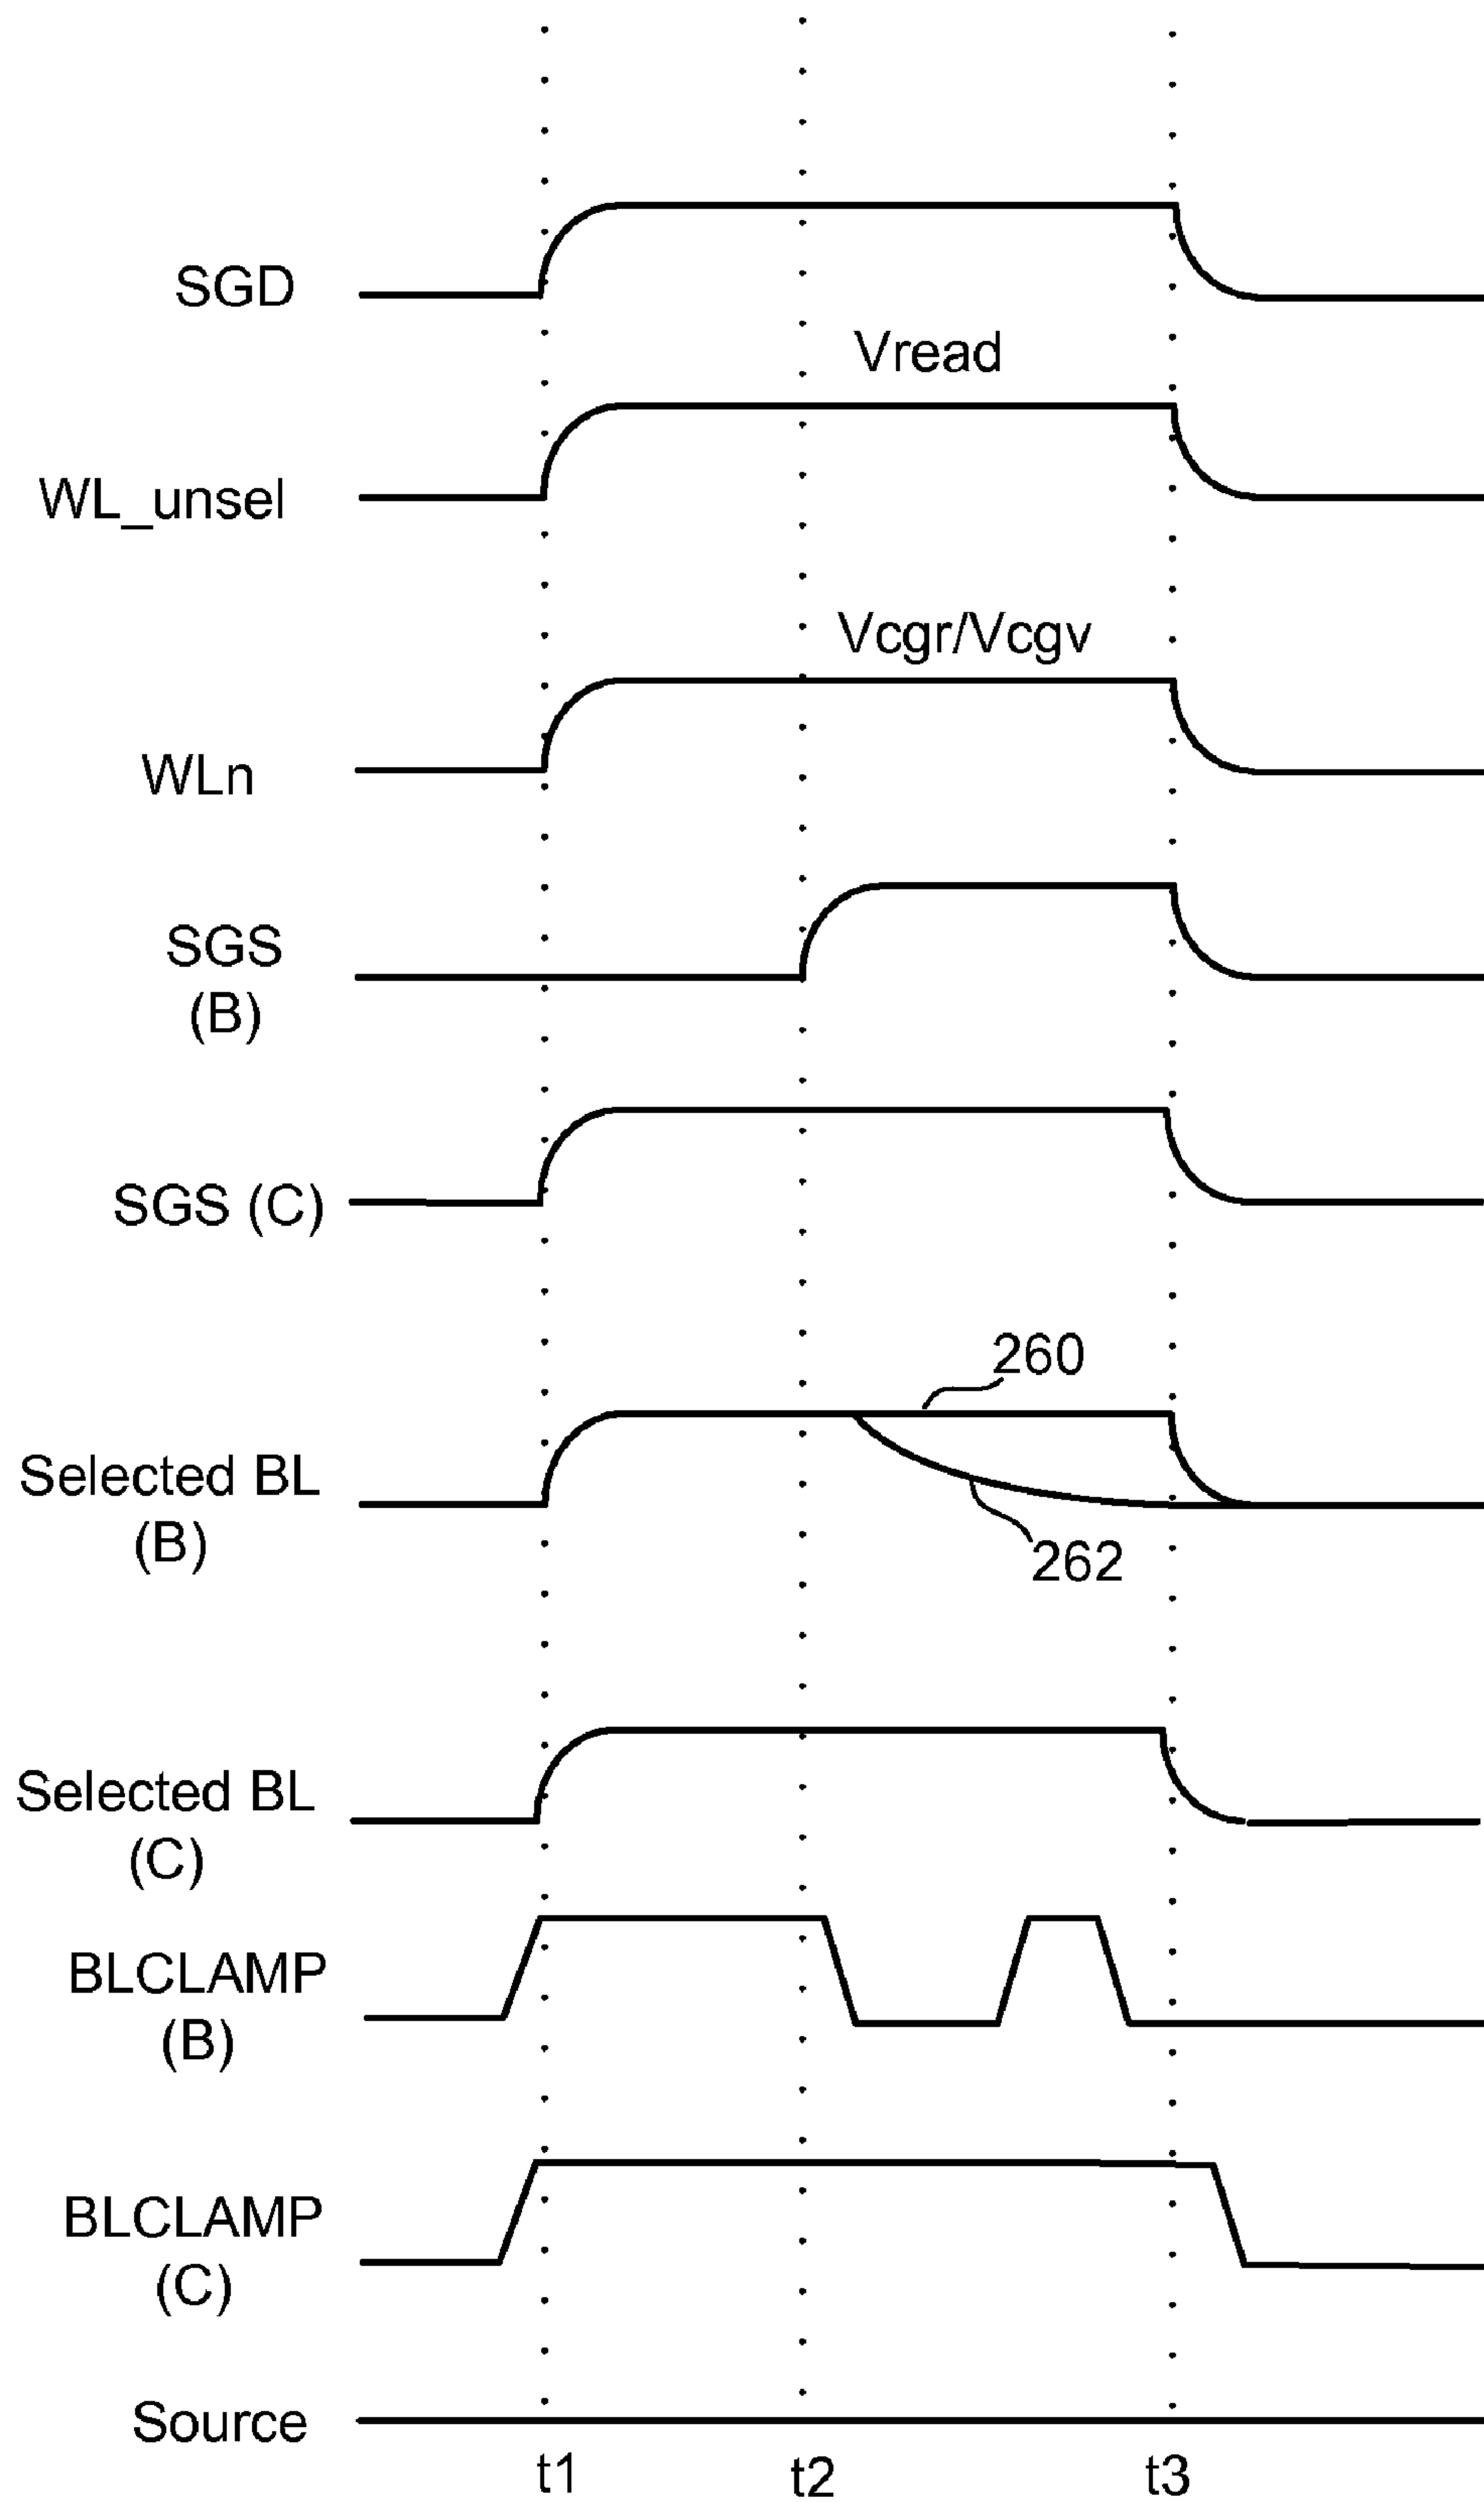 SGD
Vread
WL_unsel
Vcgr/Vcgv
WLn
SGS
(B)
SGS (C)
260
Selected BL
(B)
262
Selected BL
(C)
BLCLAMP
(B)
BLCLAMP
(C)
Source
t1 t2 t3